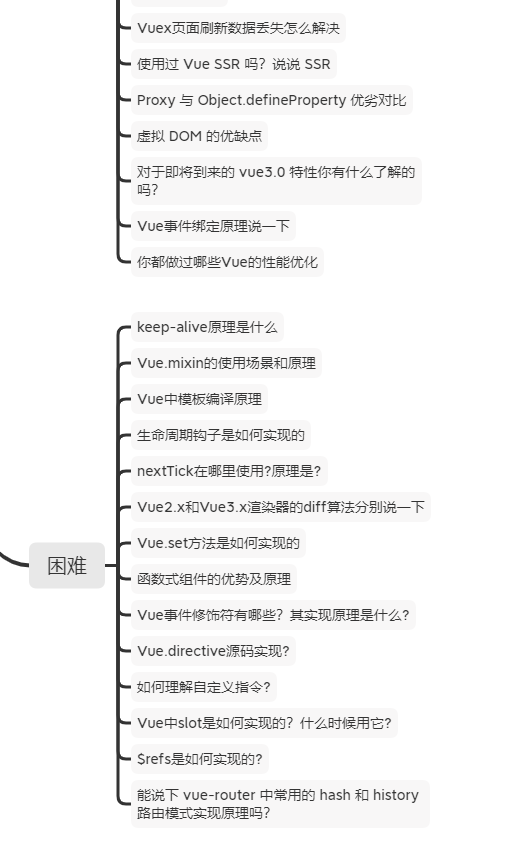 Vuex页面刷新数据丢失怎么解决
使用过 Vue SSR 吗？说说 SSR
Proxy 与 Object.defineProperty 优劣对比
虚拟 DOM 的优缺点
对于即将到来的 vue3.0 特性你有什么了解的
吗？
Vue事件绑定原理说一下
你都做过哪些Vue的性能优化
keep-alive原理是什么
Vue.mixin的使用场景和原理
Vue中模板编译原理
生命周期钩子是如何实现的
nextTick在哪里使用?原理是?
Vue2.x和Vue3.x渲染器的diff算法分别说一下
Vue.set方法是如何实现的
困难
函数式组件的优势及原理
Vue事件修饰符有哪些？其实现原理是什么?
Vue.directive源码实现?
如何理解自定义指令?
Vue中slot是如何实现的？什么时候用它?
$refs是如何实现的?
能说下 vue-router 中常用的 hash 和 history
路由模式实现原理吗？